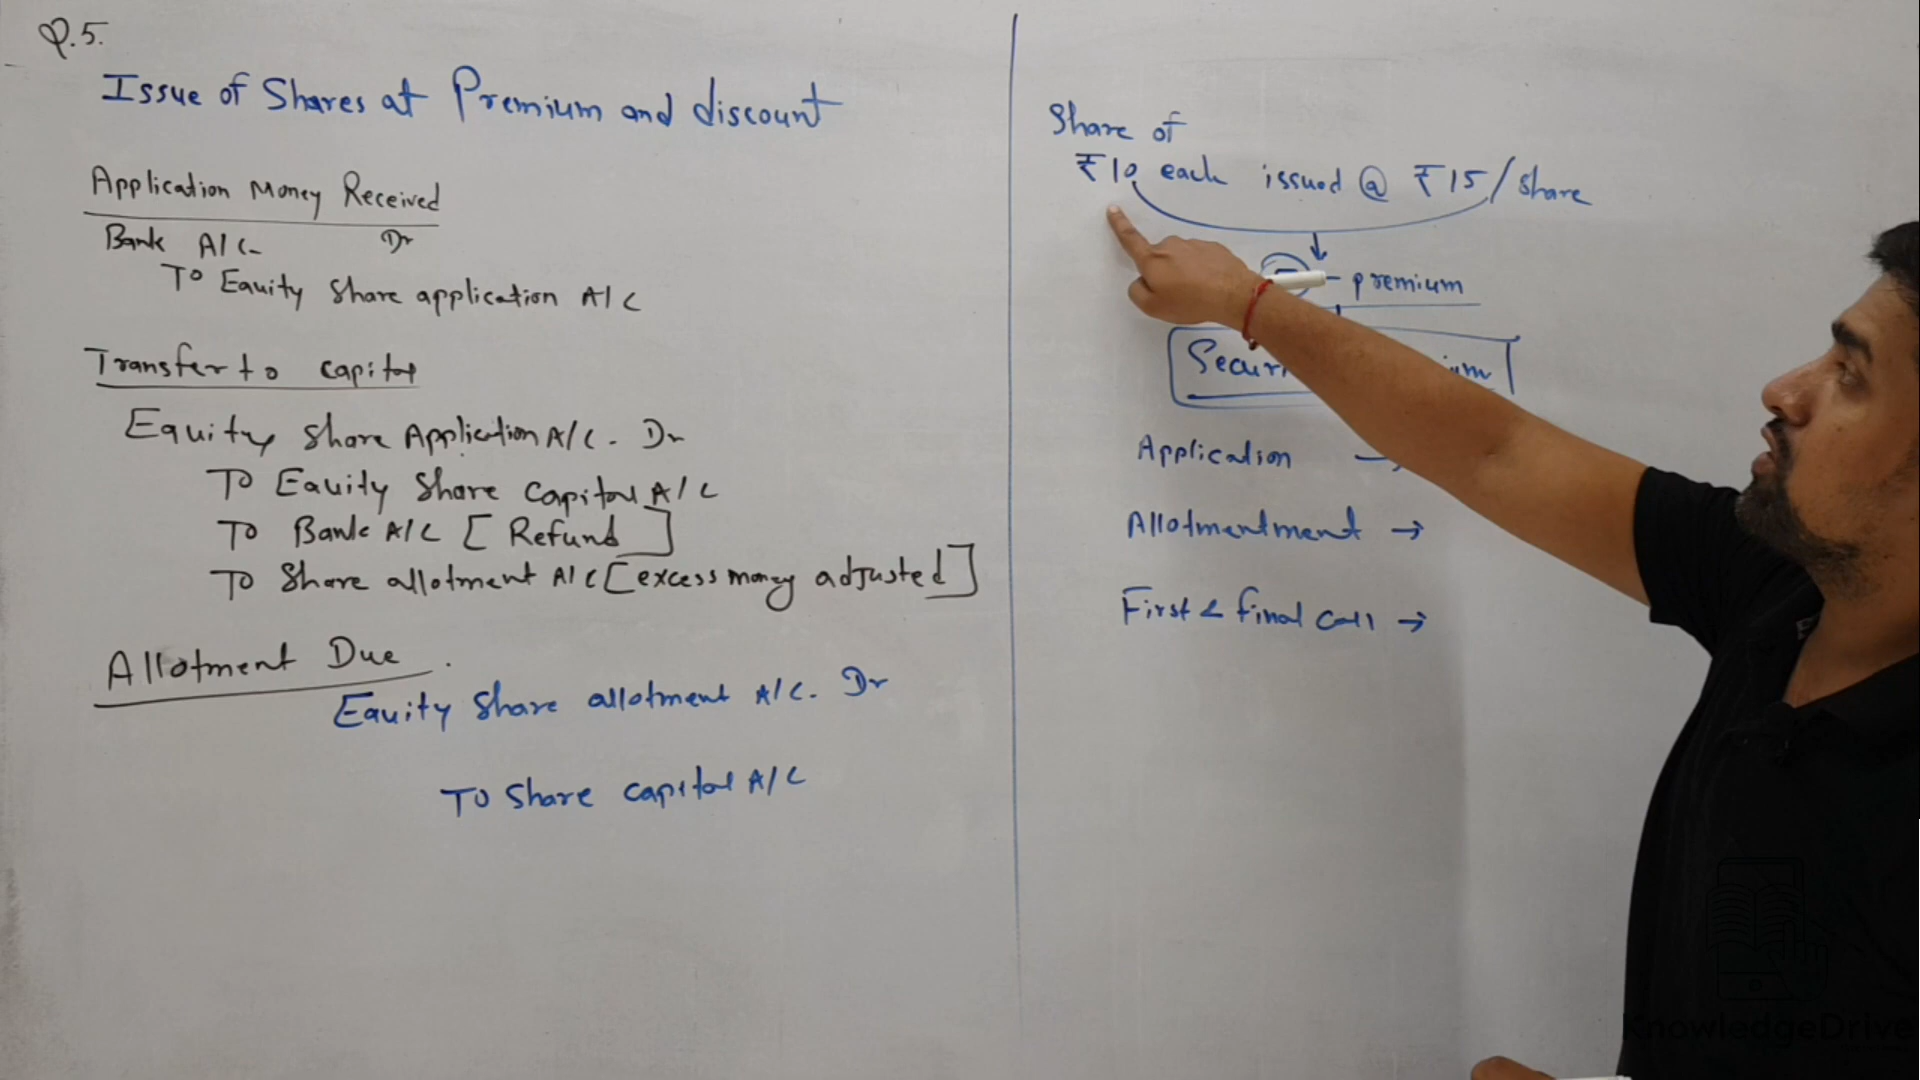 Q.5.
Issue of Shares at Premium and discount
Application Money Received
Bank A/C Dr
To Equity Share application A/C
Transfer to capital
Equity Share Application A/C. Dr
To Equity Share Capital A/C
To Bank A/C [Refund]
To Share allotment A/C [excess money adjusted]
Allotment Due.
Equity Share allotment A/C. Dr
To Share capital A/C
Share of
₹10 each issued @ ₹15/share
- premium
Application →
Allotmentment →
First & final Call →
KnowledgeDrive